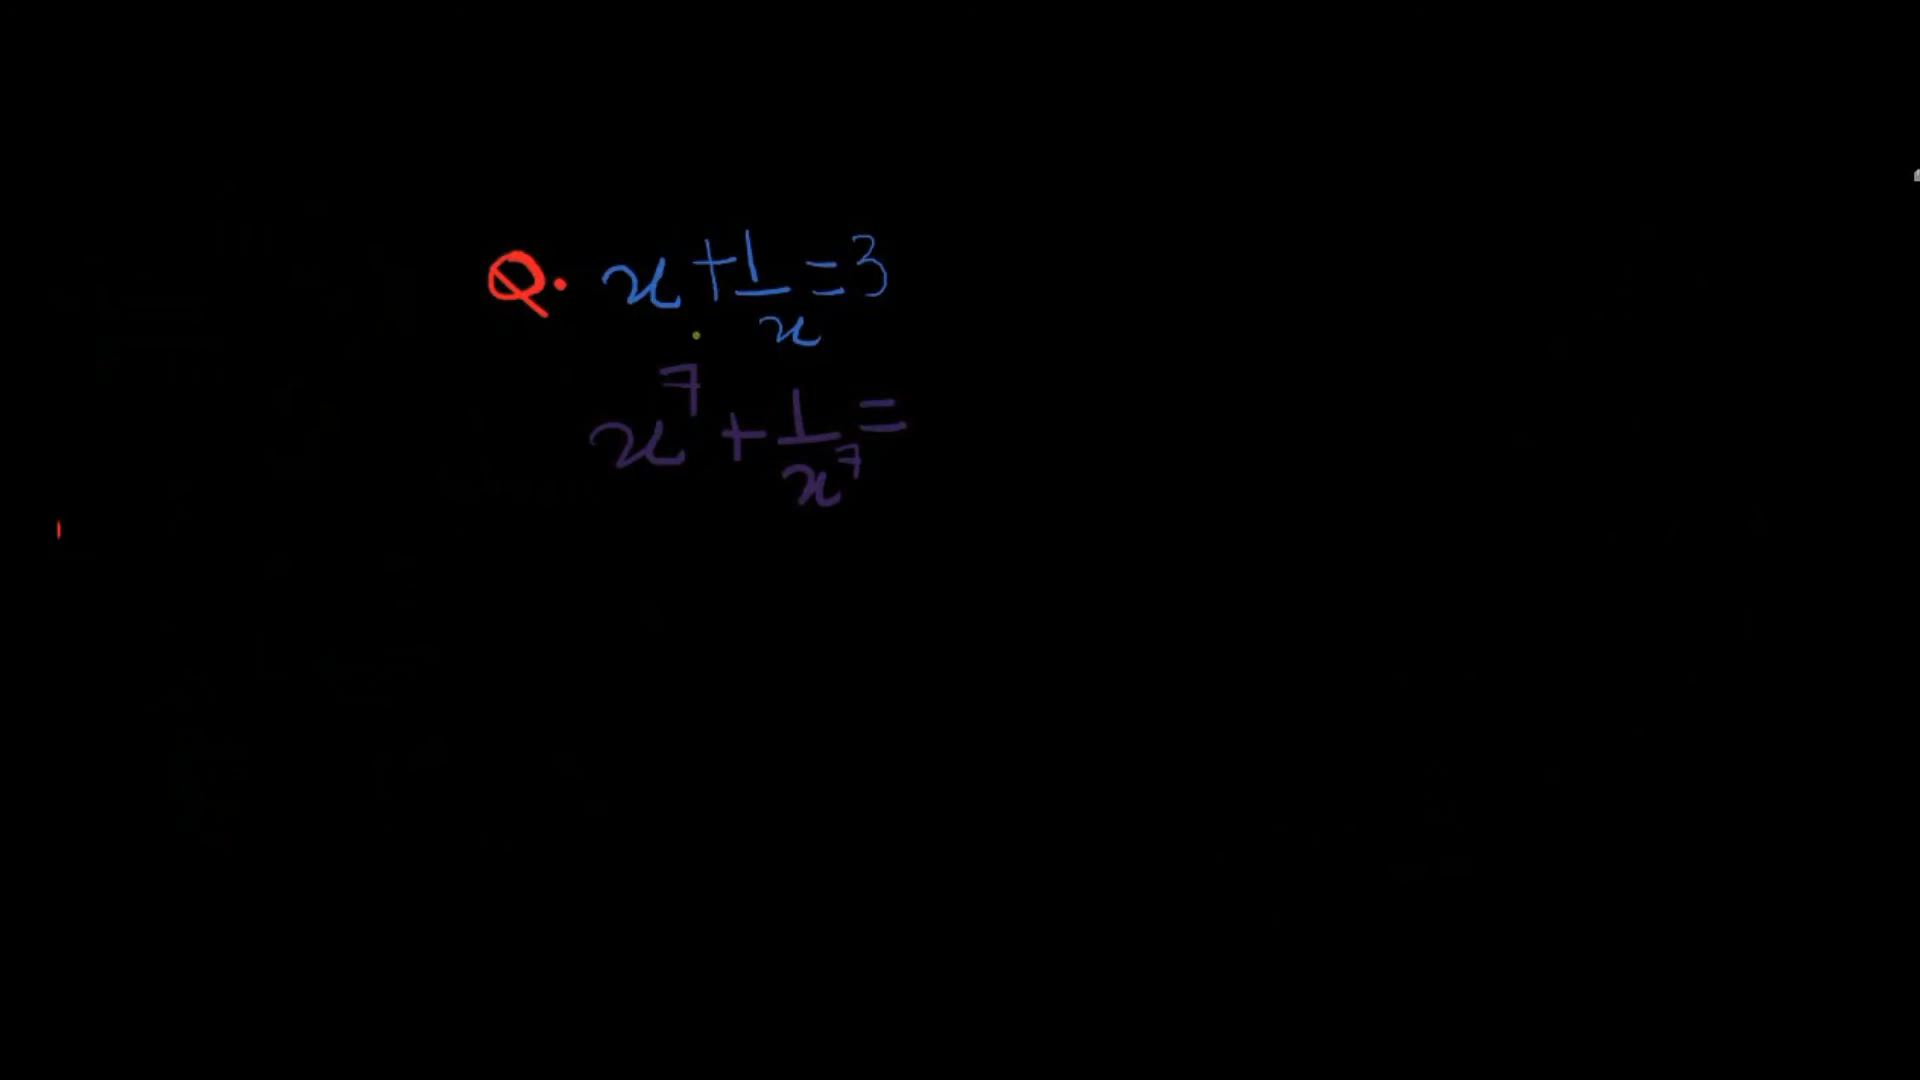 Q. x + 1/x = 3
x^7 + 1/x^7 =